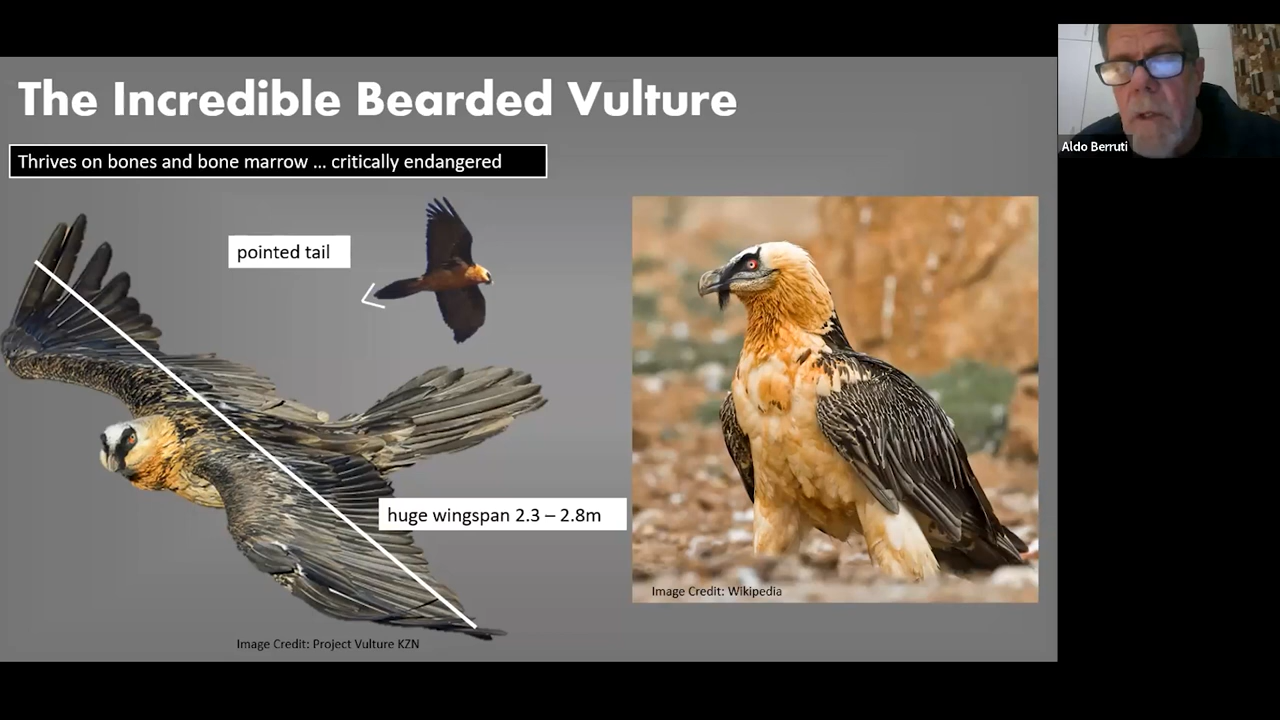 The Incredible Bearded Vulture
Thrives on bones and bone marrow ... critically endangered
pointed tail
huge wingspan 2.3 – 2.8m
Image Credit: Project Vulture KZN
Image Credit: Wikipedia
Aldo Berruti